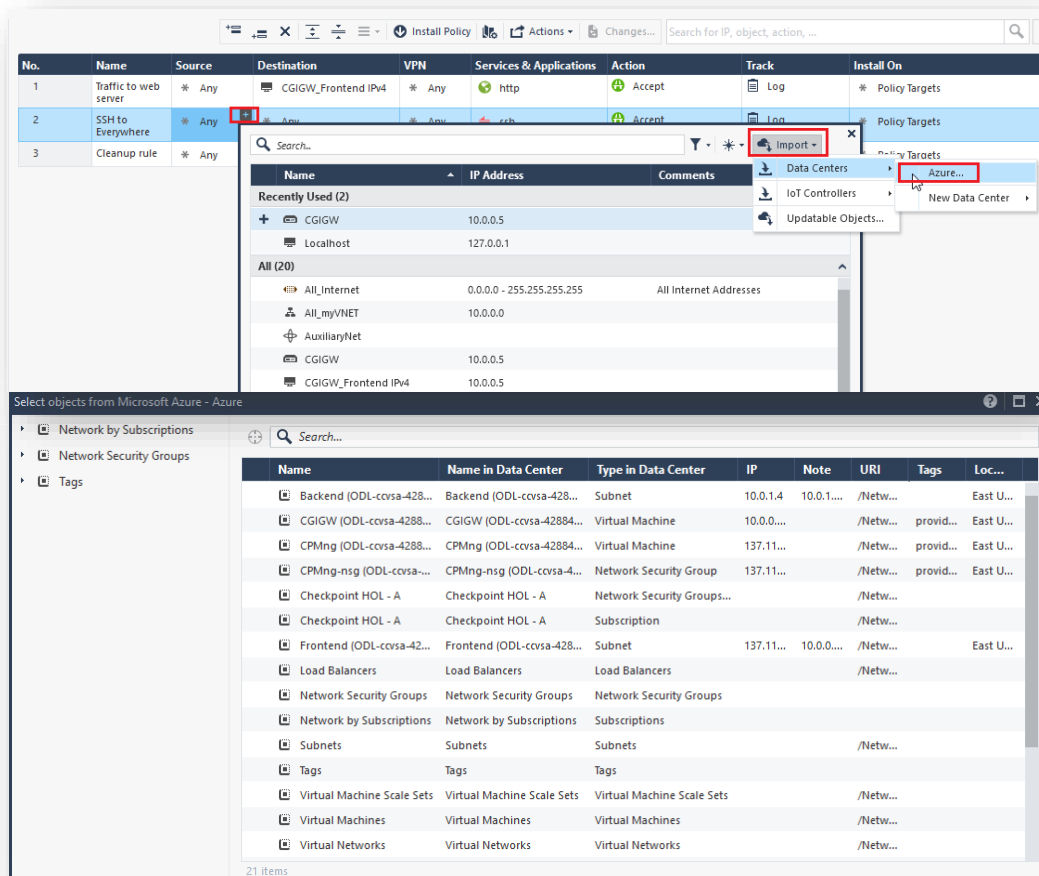 Install Policy Actions Changes... Search for IP, object, action, ...
No. Name Source Destination VPN Services & Applications Action Track Install On
1 Traffic to web server * Any CGIGW_Frontend IPv4 * Any http Accept Log * Policy Targets
2 SSH to Everywhere * Any * Any * Any ssh Accept Log * Policy Targets
3 Cleanup rule * Any Policy Targets
Search... Import
Name IP Address Comments
Data Centers Azure...
IoT Controllers New Data Center
Updatable Objects...
Recently Used (2)
CGIGW 10.0.0.5
Localhost 127.0.0.1
All (20)
All_Internet 0.0.0.0 - 255.255.255.255 All Internet Addresses
All_myVNET 10.0.0.0
AuxiliaryNet
CGIGW 10.0.0.5
CGIGW_Frontend IPv4 10.0.0.5
Select objects from Microsoft Azure - Azure
Network by Subscriptions
Network Security Groups
Tags
Search...
Name Name in Data Center Type in Data Center IP Note URI Tags Loc...
Backend (ODL-ccvsa-428... Backend (ODL-ccvsa-428... Subnet 10.0.1.4 10.0.1.... /Netw... East U...
CGIGW (ODL-ccvsa-4288... CGIGW (ODL-ccvsa-42884... Virtual Machine 10.0.0.... /Netw... provid... East U...
CPMng (ODL-ccvsa-4288... CPMng (ODL-ccvsa-42884... Virtual Machine 137.11... /Netw... provid... East U...
CPMng-nsg (ODL-ccvsa-... CPMng-nsg (ODL-ccvsa-4... Network Security Group 137.11... /Netw... provid... East U...
Checkpoint HOL - A Checkpoint HOL - A Network Security Groups... /Netw...
Checkpoint HOL - A Checkpoint HOL - A Subscription /Netw...
Frontend (ODL-ccvsa-42... Frontend (ODL-ccvsa-428... Subnet 137.11... 10.0.0.... /Netw... East U...
Load Balancers Load Balancers Load Balancers /Netw...
Network Security Groups Network Security Groups Network Security Groups
Network by Subscriptions Network by Subscriptions Subscriptions
Subnets Subnets Subnets /Netw...
Tags Tags Tags
Virtual Machine Scale Sets Virtual Machine Scale Sets Virtual Machine Scale Sets /Netw...
Virtual Machines Virtual Machines Virtual Machines /Netw...
Virtual Networks Virtual Networks Virtual Networks /Netw...
21 items